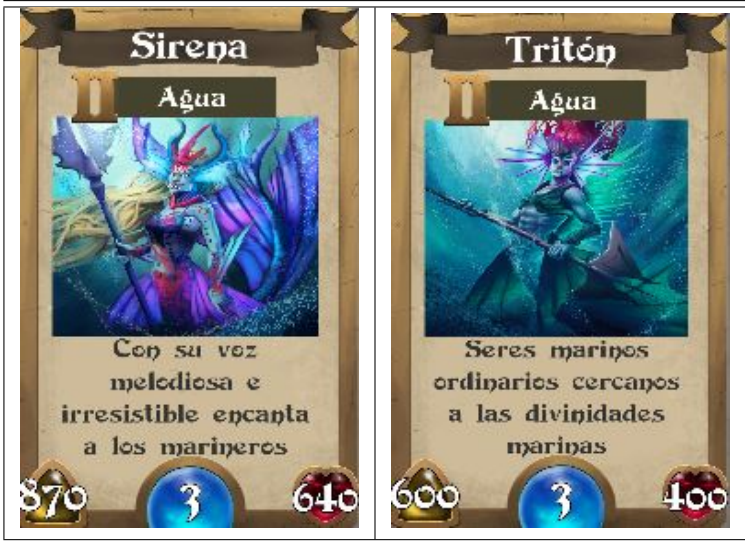 Sirena
II
Agua
Con su voz
melodiosa e
irresistible encanta
a los marineros
870
3
640
Tritón
II
Agua
Seres marinos
ordinarios cercanos
a las divinidades
marinas
600
3
400